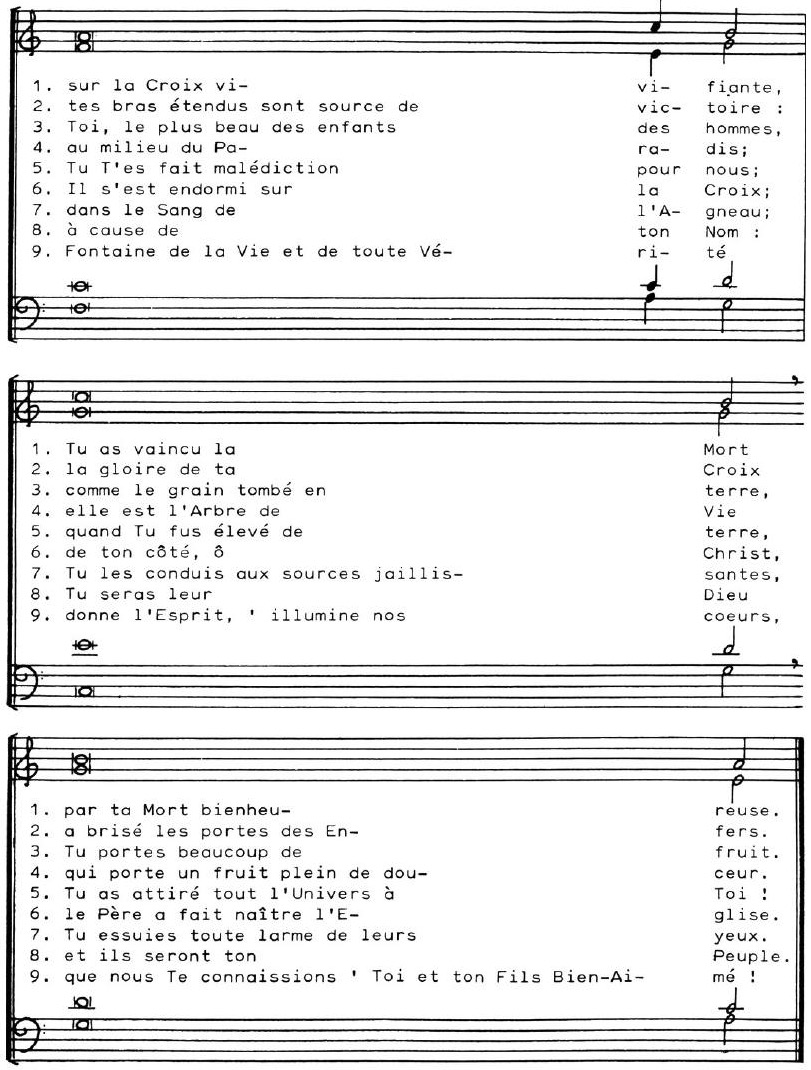 1. sur la Croix vi- vi- fiante,
2. tes bras étendus sont source de vic- toire :
3. Toi, le plus beau des enfants des hommes,
4. au milieu du Pa- ra- dis;
5. Tu T'es fait malédiction pour nous;
6. Il s'est endormi sur la Croix;
7. dans le Sang de l'A- gneau;
8. à cause de ton Nom :
9. Fontaine de la Vie et de toute Vé- ri- té
1. Tu as vaincu la Mort
2. la gloire de ta Croix
3. comme le grain tombé en terre,
4. elle est l'Arbre de Vie
5. quand Tu fus élevé de terre,
6. de ton côté, ô Christ,
7. Tu les conduis aux sources jaillis- santes,
8. Tu seras leur Dieu
9. donne l'Esprit, ' illumine nos coeurs,
1. par ta Mort bienheu- reuse.
2. a brisé les portes des En- fers.
3. Tu portes beaucoup de fruit.
4. qui porte un fruit plein de dou- ceur.
5. Tu as attiré tout l'Univers à Toi !
6. le Père a fait naître l'E- glise.
7. Tu essuies toute larme de leurs yeux.
8. et ils seront ton Peuple.
9. que nous Te connaissions ' Toi et ton Fils Bien-Ai- mé !